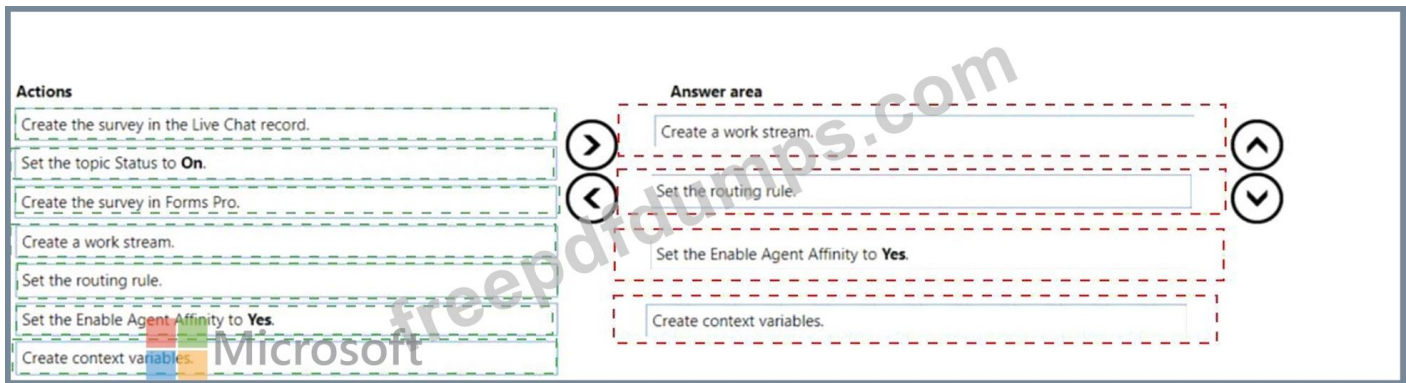 Actions
Answer area
Create the survey in the Live Chat record.
Set the topic Status to On.
Create the survey in Forms Pro.
Create a work stream.
Set the routing rule.
Set the Enable Agent Affinity to Yes.
Create context variables.
Create a work stream.
Set the routing rule.
Set the Enable Agent Affinity to Yes.
Create context variables.
freepdfdumps.com
Microsoft